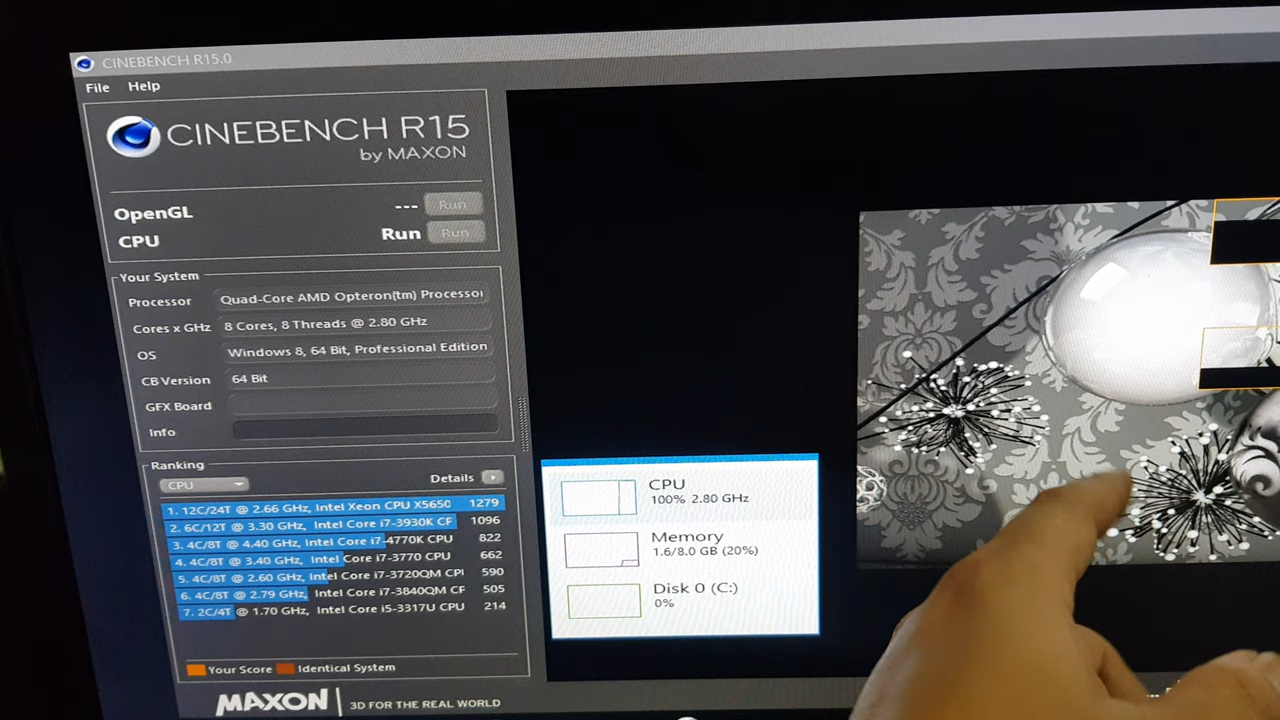 CINEBENCH R15.0
File Help
CINEBENCH R15
by MAXON
OpenGL --- Run
CPU Run Run
Your System
Processor Quad-Core AMD Opteron(tm) Processor
Cores x GHz 8 Cores, 8 Threads @ 2.80 GHz
OS Windows 8, 64 Bit, Professional Edition
CB Version 64 Bit
GFX Board
Info
Ranking
CPU Details
1. 12C/24T @ 2.66 GHz, Intel Xeon CPU X5650 1279
2. 6C/12T @ 3.30 GHz, Intel Core i7-3930K CF 1096
3. 4C/8T @ 4.40 GHz, Intel Core i7-4770K CPU 822
4. 4C/8T @ 3.40 GHz, Intel Core i7-3770 CPU 662
5. 4C/8T @ 2.60 GHz, Intel Core i7-3720QM CPI 590
6. 4C/8T @ 2.79 GHz, Intel Core i7-3840QM CF 505
7. 2C/4T @ 1.70 GHz, Intel Core i5-3317U CPU 214
Your Score Identical System
MAXON 3D FOR THE REAL WORLD
CPU
100% 2.80 GHz
Memory
1.6/8.0 GB (20%)
Disk 0 (C:)
0%